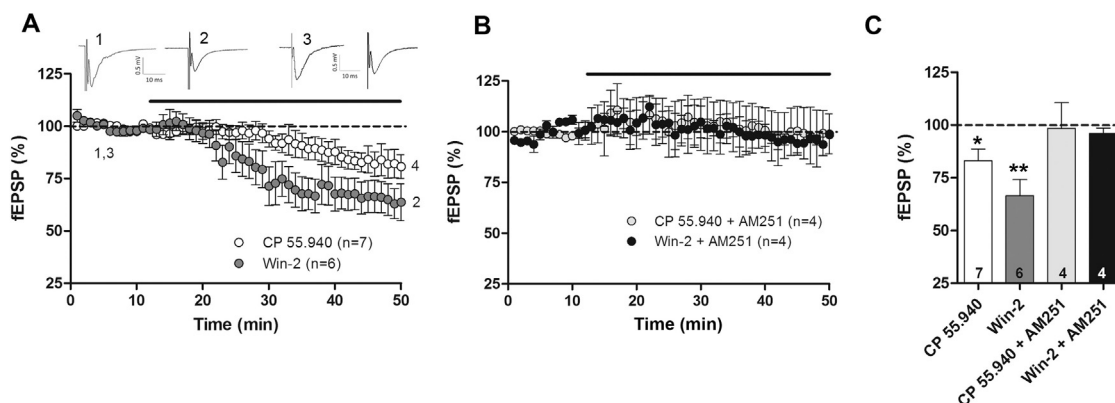 A
1
2
3
0.5 mV
10 ms
0.5 mV
10 ms
125
100
75
50
25
fEPSP (%)
1,3
4
2
CP 55.940 (n=7)
Win-2 (n=6)
0 10 20 30 40 50
Time (min)
B
125
100
75
50
25
fEPSP (%)
CP 55.940 + AM251 (n=4)
Win-2 + AM251 (n=4)
0 10 20 30 40 50
Time (min)
C
125
100
75
50
25
fEPSP (%)
*
**
7 6 4 4
CP 55.940
Win-2
CP 55.940 + AM251
Win-2 + AM251